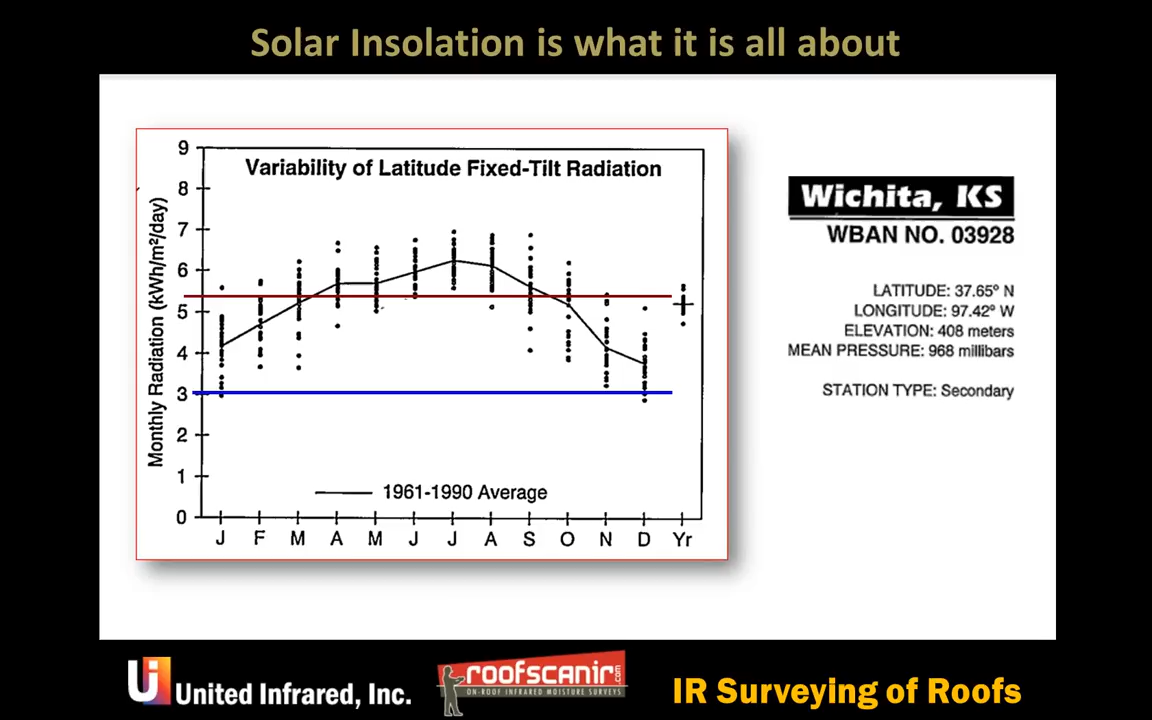 Solar Insolation is what it is all about
Variability of Latitude Fixed-Tilt Radiation
Monthly Radiation (kWh/m²/day)
9
8
7
6
5
4
3
2
1
0
1961-1990 Average
J F M A M J J A S O N D Yr
Wichita, KS
WBAN NO. 03928
LATITUDE: 37.65° N
LONGITUDE: 97.42° W
ELEVATION: 408 meters
MEAN PRESSURE: 968 millibars
STATION TYPE: Secondary
Ui United Infrared, Inc.
roofscanir.com
ON-ROOF INFRARED MOISTURE SURVEYS
IR Surveying of Roofs